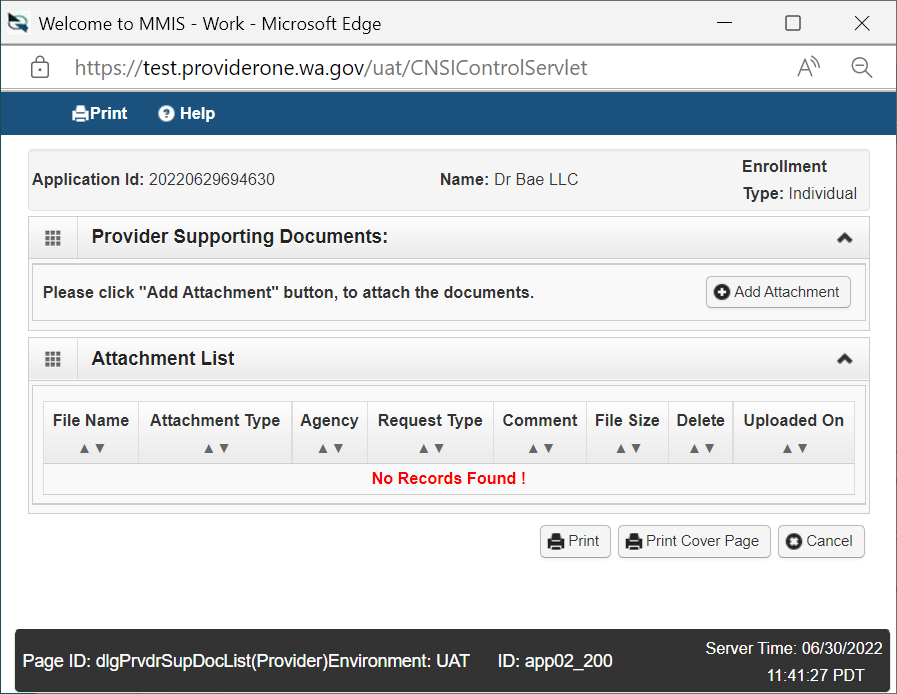 Welcome to MMIS - Work - Microsoft Edge
https://test.providerone.wa.gov/uat/CNSIControlServlet
Print Help
Application Id: 20220629694630 Name: Dr Bae LLC Enrollment Type: Individual
Provider Supporting Documents:
Please click "Add Attachment" button, to attach the documents. Add Attachment
Attachment List
File Name Attachment Type Agency Request Type Comment File Size Delete Uploaded On
No Records Found !
Print Print Cover Page Cancel
Page ID: dlgPrvdrSupDocList(Provider)Environment: UAT ID: app02_200 Server Time: 06/30/2022
11:41:27 PDT